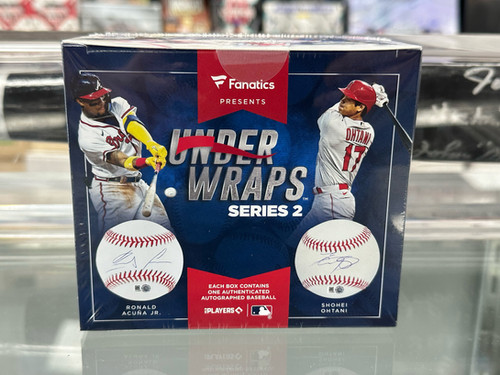 Fanatics
PRESENTS
UNDER
WRAPS
SERIES 2
OHTANI
17
EACH BOX CONTAINS
ONE AUTHENTICATED
AUTOGRAPHED BASEBALL
RONALD
ACUÑA JR.
SHOHEI
OHTANI
MLBPLAYERS